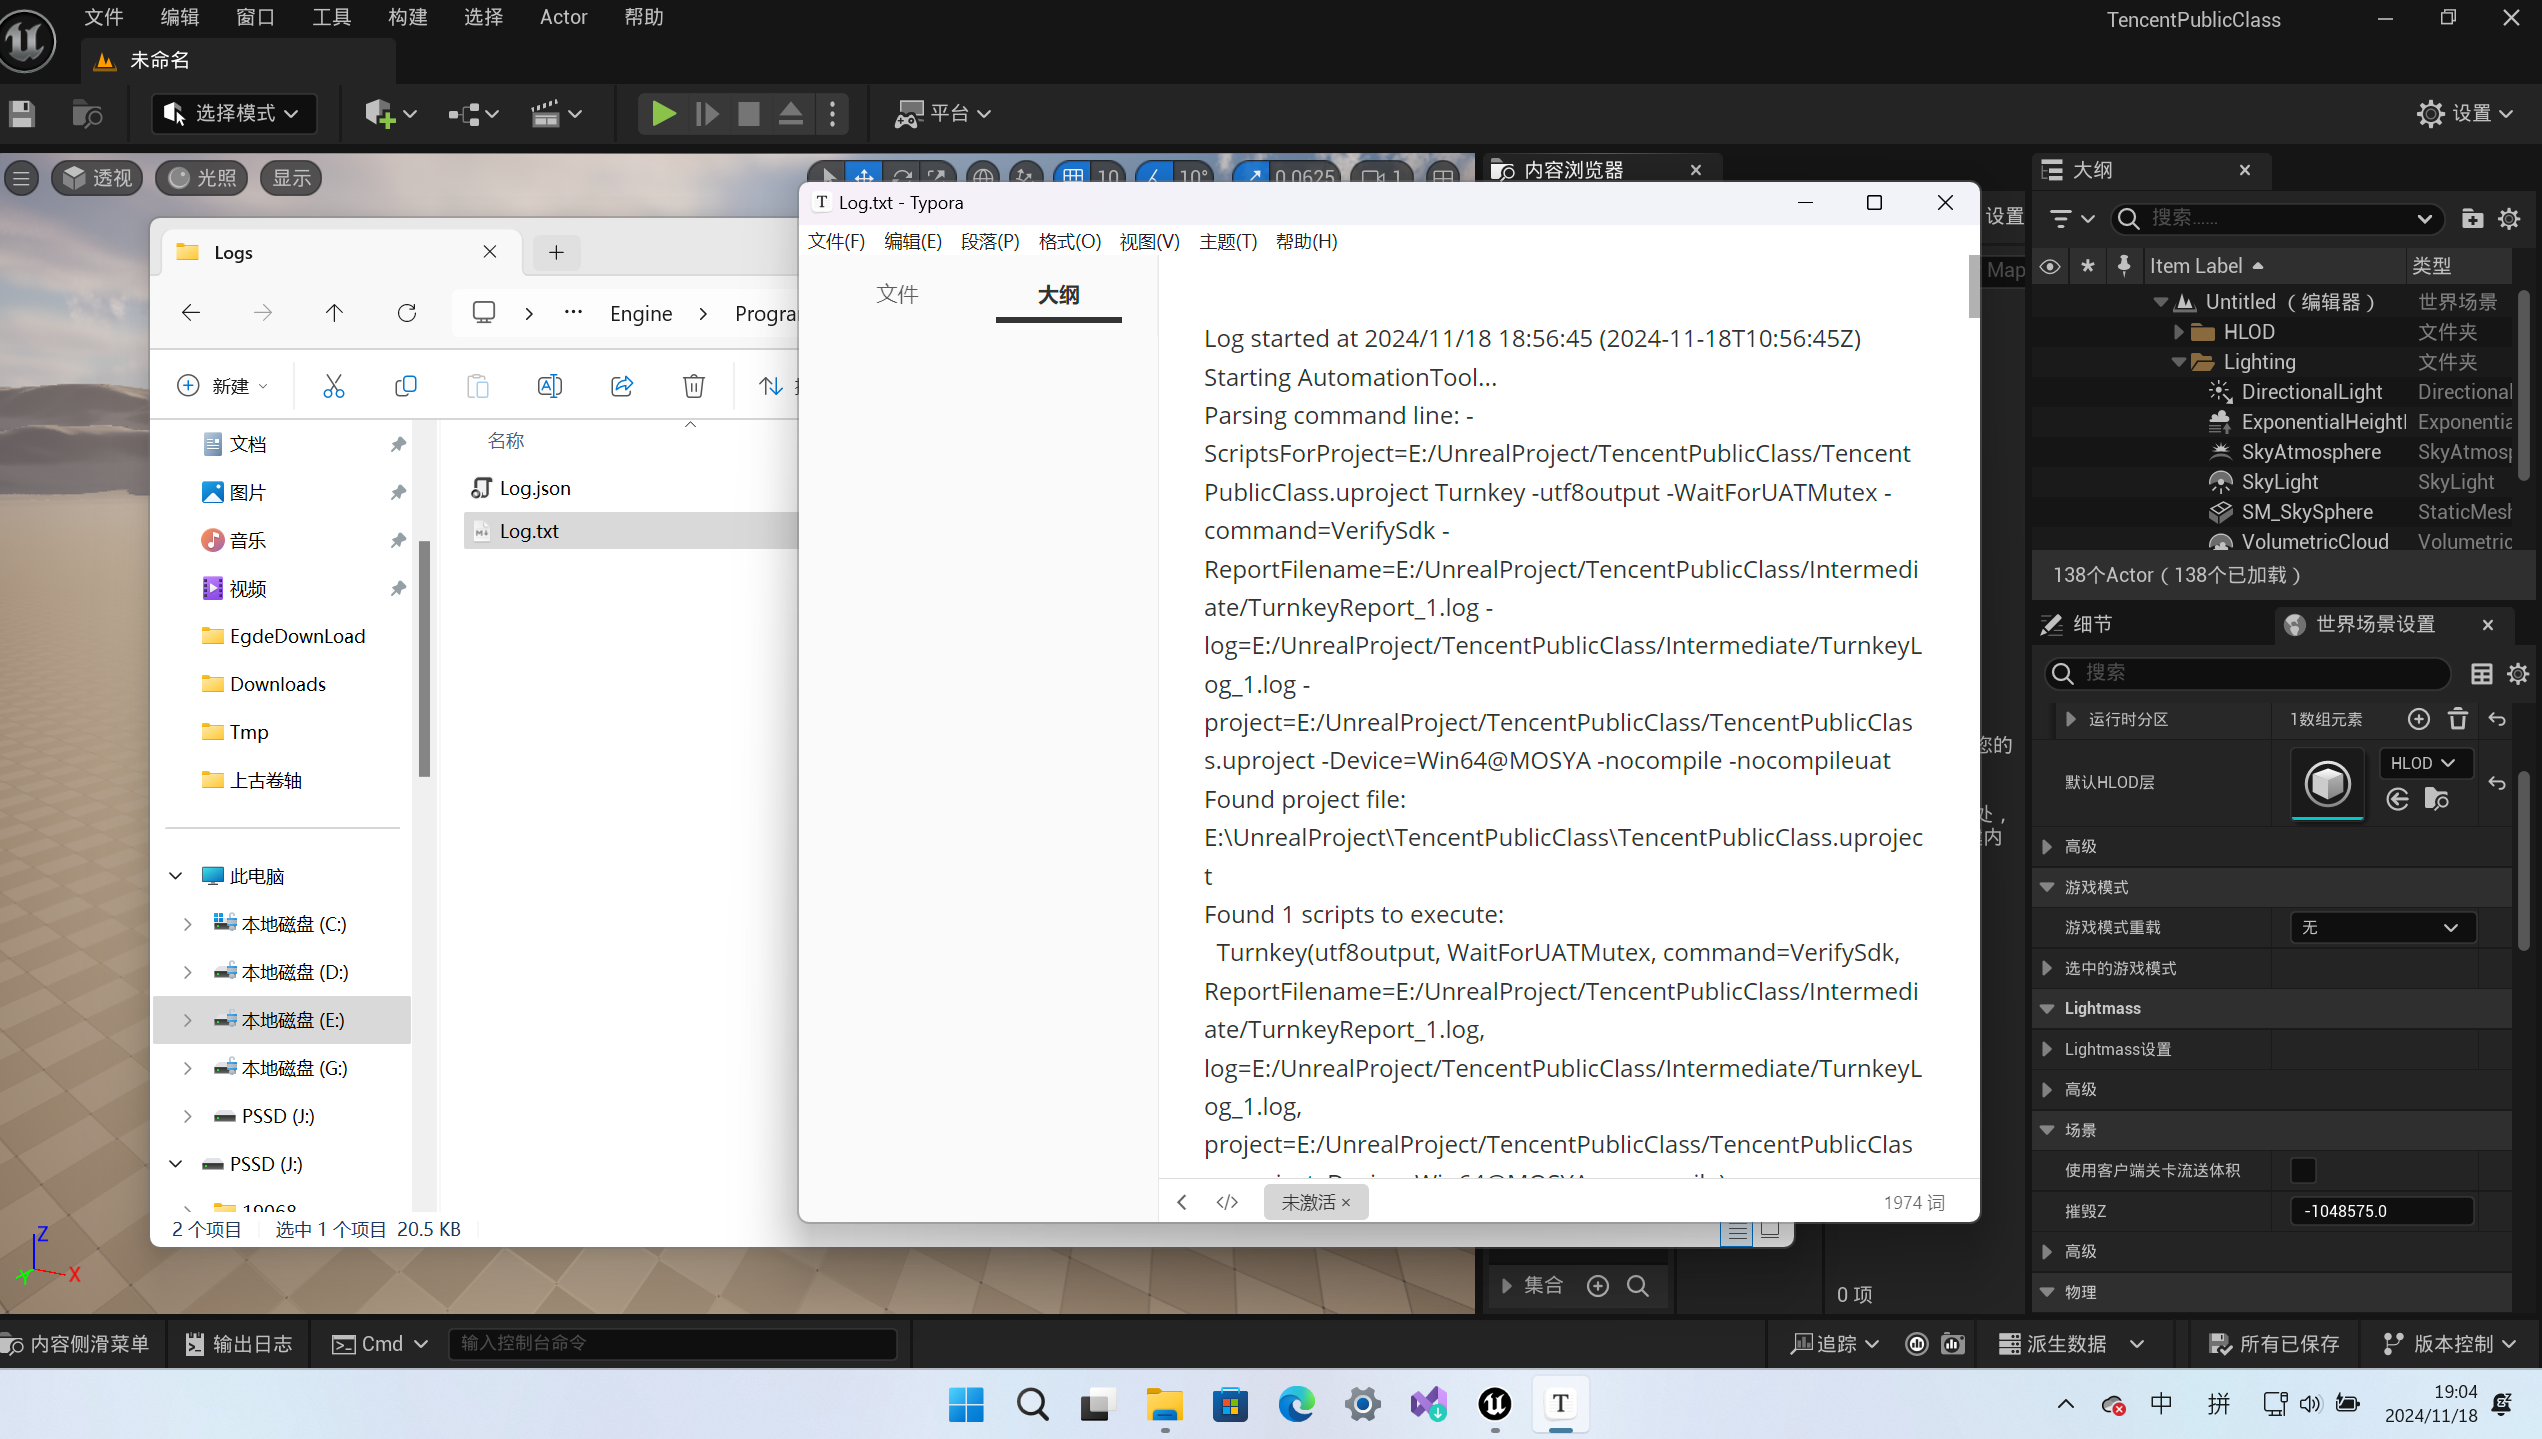 文件 编辑 窗口 工具 构建 选择 Actor 帮助
TencentPublicClass
未命名
选择模式
平台
设置
透视 光照 显示
10 10° 0.0625 1
内容浏览器
大纲
Logs
Engine
新建
文档
图片
音乐
视频
EgdeDownLoad
Downloads
Tmp
上古卷轴
此电脑
本地磁盘 (C:)
本地磁盘 (D:)
本地磁盘 (E:)
本地磁盘 (G:)
PSSD (J:)
PSSD (J:)
19068
名称
Log.json
Log.txt
2 个项目 选中 1 个项目 20.5 KB
Log.txt - Typora
文件(F) 编辑(E) 段落(P) 格式(O) 视图(V) 主题(T) 帮助(H)
文件 大纲
Log started at 2024/11/18 18:56:45 (2024-11-18T10:56:45Z)
Starting AutomationTool...
Parsing command line: -
ScriptsForProject=E:/UnrealProject/TencentPublicClass/Tencent
PublicClass.uproject Turnkey -utf8output -WaitForUATMutex -
command=VerifySdk -
ReportFilename=E:/UnrealProject/TencentPublicClass/Intermedi
ate/TurnkeyReport_1.log -
log=E:/UnrealProject/TencentPublicClass/Intermediate/TurnkeyL
og_1.log -
project=E:/UnrealProject/TencentPublicClass/TencentPublicClas
s.uproject -Device=Win64@MOSYA -nocompile -nocompileuat
Found project file:
E:\UnrealProject\TencentPublicClass\TencentPublicClass.uprojec
t
Found 1 scripts to execute:
Turnkey(utf8output, WaitForUATMutex, command=VerifySdk,
ReportFilename=E:/UnrealProject/TencentPublicClass/Intermedi
ate/TurnkeyReport_1.log,
log=E:/UnrealProject/TencentPublicClass/Intermediate/TurnkeyL
og_1.log,
project=E:/UnrealProject/TencentPublicClass/TencentPublicClas
未激活 ×
1974 词
设置
Map
您的
处，
内
集合
0 项
搜索......
Item Label 类型
Untitled（编辑器） 世界场景
HLOD 文件夹
Lighting 文件夹
DirectionalLight Directional
ExponentialHeight Exponentia
SkyAtmosphere SkyAtmosp
SkyLight SkyLight
SM_SkySphere StaticMesh
VolumetricCloud Volumetric
138个Actor（138个已加载）
细节 世界场景设置
搜索
运行时分区 1数组元素
默认HLOD层 HLOD
高级
游戏模式
游戏模式重载 无
选中的游戏模式
Lightmass
Lightmass设置
高级
场景
使用客户端关卡流送体积
摧毁Z -1048575.0
高级
物理
内容侧滑菜单 输出日志 Cmd 输入控制台命令
追踪 派生数据 所有已保存 版本控制
中 拼
19:04
2024/11/18